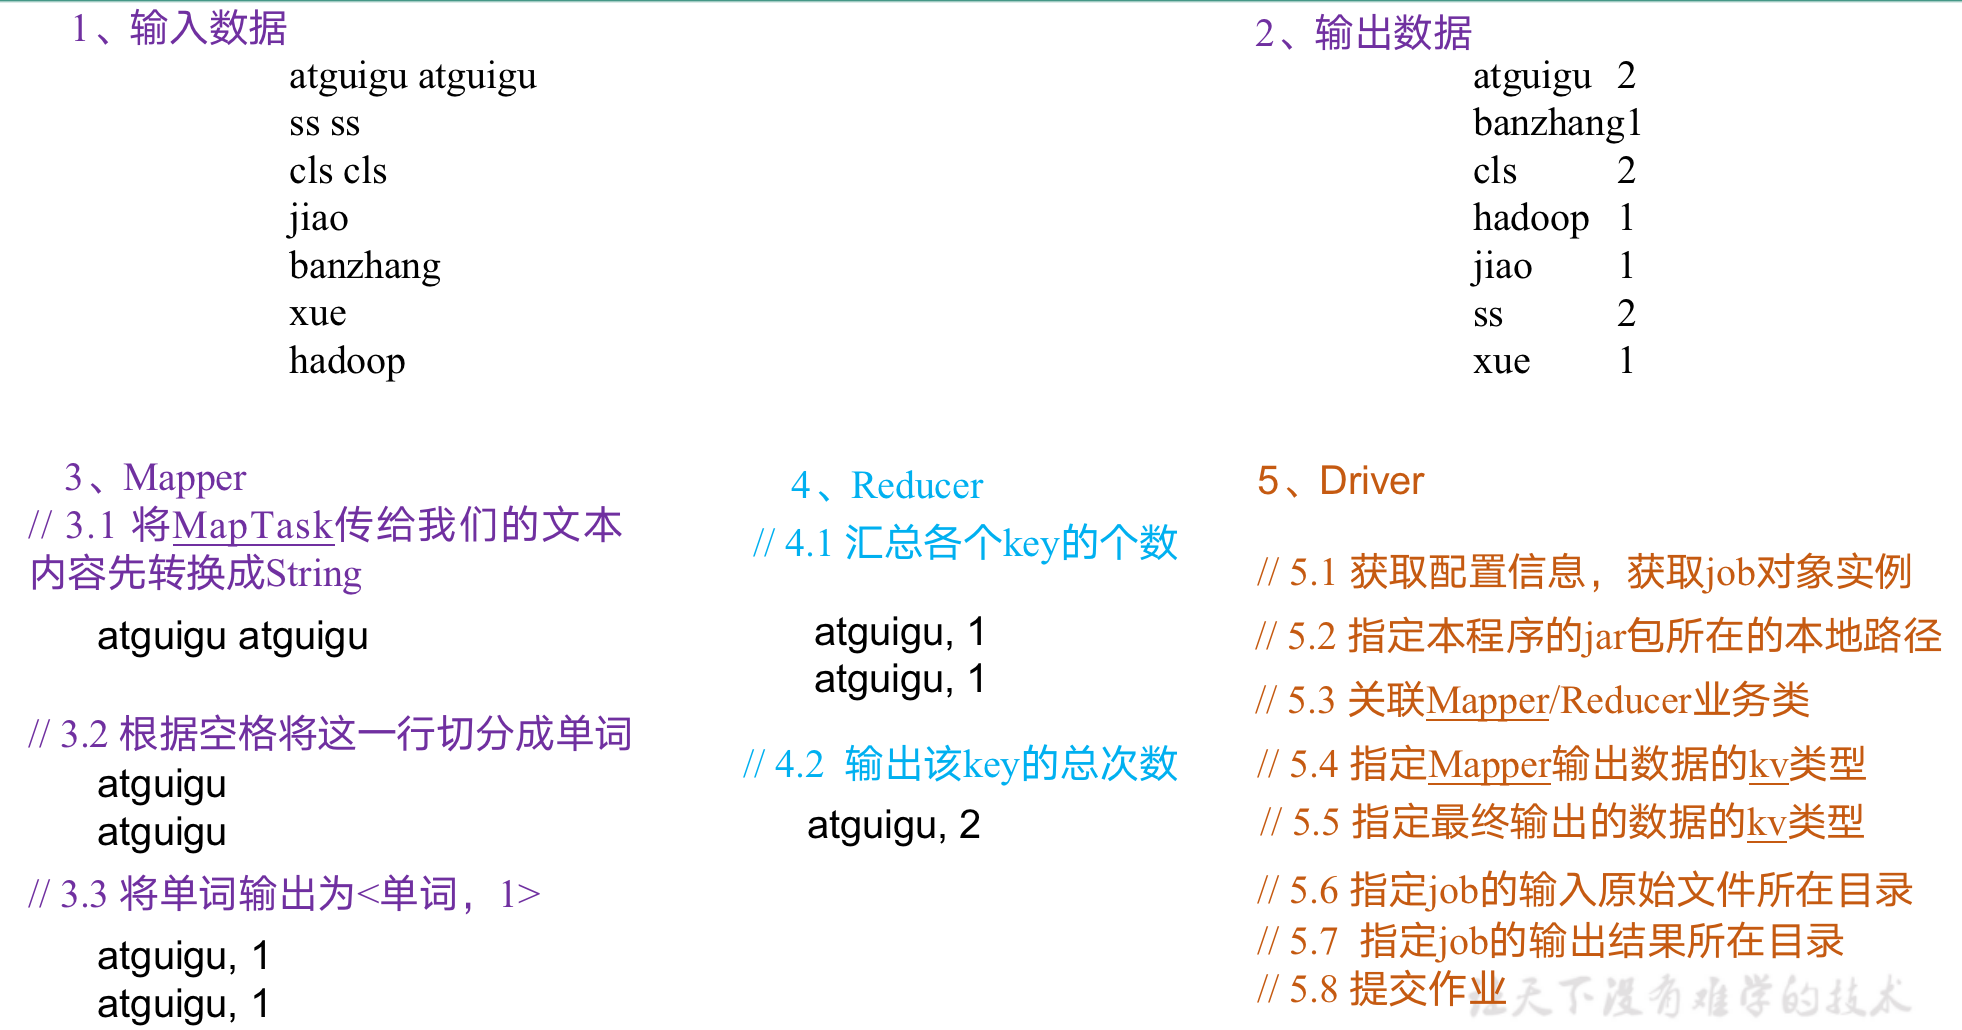 1、输入数据
atguigu atguigu
ss ss
cls cls
jiao
banzhang
xue
hadoop
2、输出数据
atguigu 2
banzhang1
cls 2
hadoop 1
jiao 1
ss 2
xue 1
3、Mapper
// 3.1 将MapTask传给我们的文本
内容先转换成String
atguigu atguigu
// 3.2 根据空格将这一行切分成单词
atguigu
atguigu
// 3.3 将单词输出为<单词，1>
atguigu, 1
atguigu, 1
4、Reducer
// 4.1 汇总各个key的个数
atguigu, 1
atguigu, 1
// 4.2 输出该key的总次数
atguigu, 2
5、Driver
// 5.1 获取配置信息，获取job对象实例
// 5.2 指定本程序的jar包所在的本地路径
// 5.3 关联Mapper/Reducer业务类
// 5.4 指定Mapper输出数据的kv类型
// 5.5 指定最终输出的数据的kv类型
// 5.6 指定job的输入原始文件所在目录
// 5.7 指定job的输出结果所在目录
// 5.8 提交作业
天下没有难学的技术